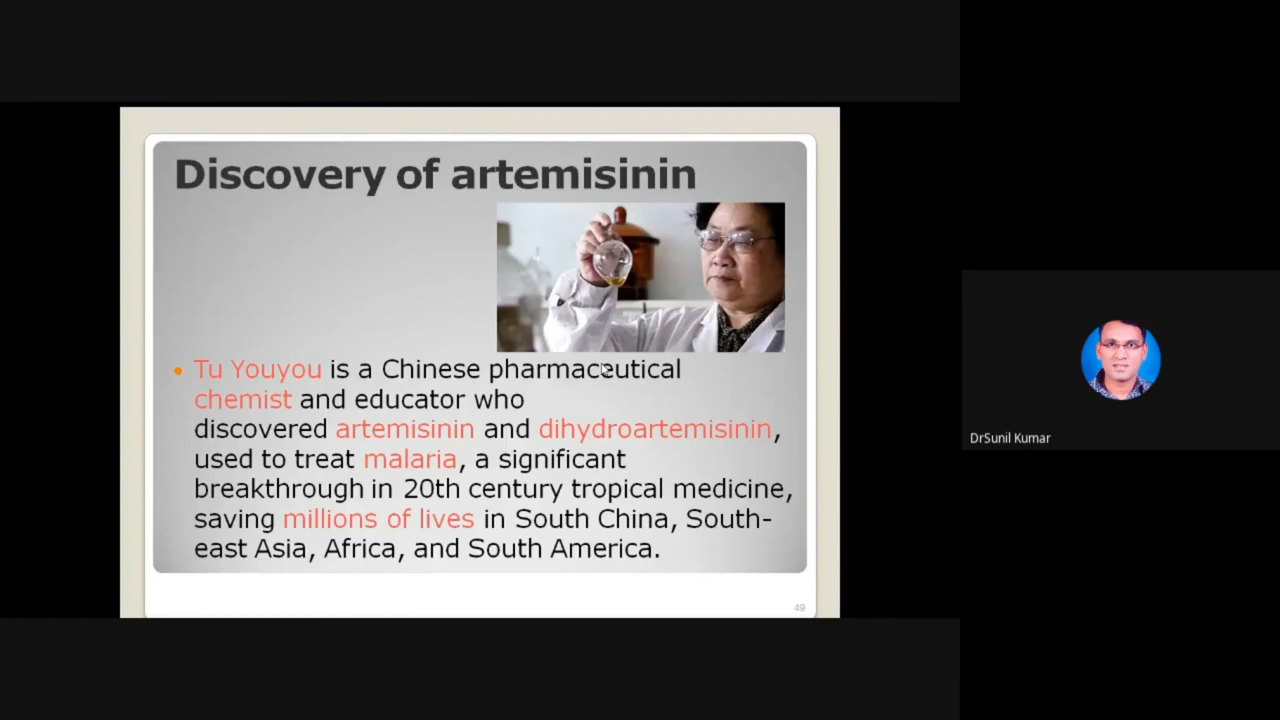 Discovery of artemisinin
Tu Youyou is a Chinese pharmaceutical
chemist and educator who
discovered artemisinin and dihydroartemisinin,
used to treat malaria, a significant
breakthrough in 20th century tropical medicine,
saving millions of lives in South China, South-
east Asia, Africa, and South America.
49
DrSunil Kumar